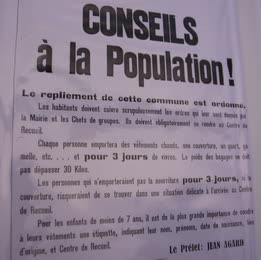 CONSEILS
à la Population !
Le repliement de cette commune est ordonné.
Les habitants doivent suivre scrupuleusement les ordres qui leur sont donnés par
la Mairie et les Chefs de groupes. Ils doivent obligatoirement se rendre au Centre de
Recueil.
Chaque personne emportera des vêtements chauds, une couverture, un quart,
melle, etc. . . . et pour 3 jours de vivres. Le poids des bagages ne doit
pas dépasser 30 Kilos.
Les personnes qui n'emporteraient pas la nourriture pour 3 jours,
couverture, risqueraient de se trouver dans une situation délicate à l'arrivée au Centre
de Recueil.
Pour les enfants de moins de 7 ans, il est de la plus grande importance de coudre
à leurs vêtements une étiquette, indiquant leur nom, prénoms, date de naissance, lieu
d'origine, et Centre de Recueil.
Le Préfet: JEAN AGARD